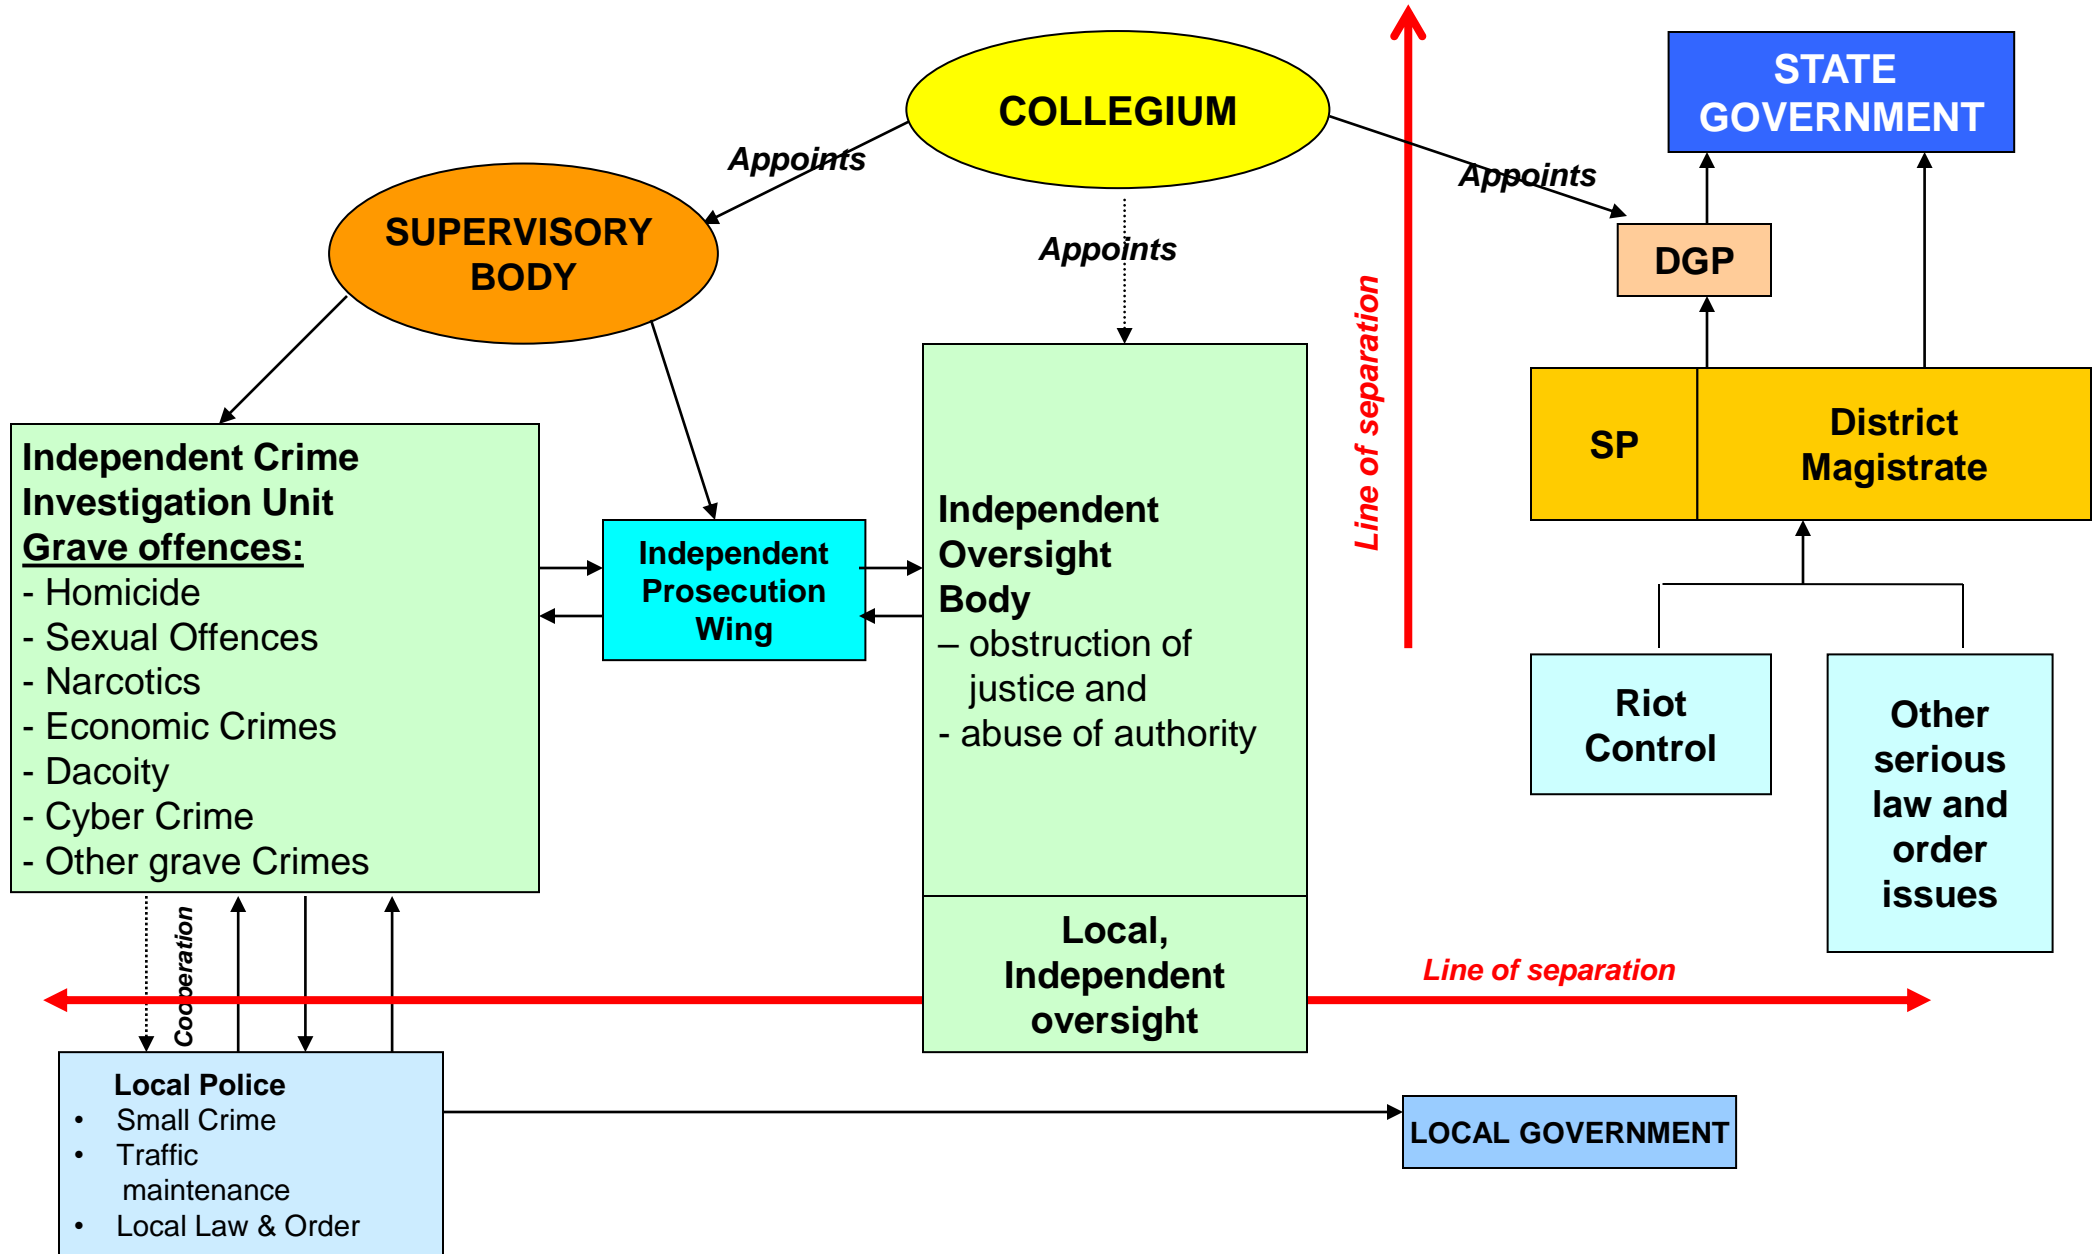 COLLEGIUM
STATE
GOVERNMENT
Appoints
Appoints
Appoints
SUPERVISORY
BODY
DGP
Line of separation
SP
District
Magistrate
Independent Crime
Investigation Unit
Grave offences:
- Homicide
- Sexual Offences
- Narcotics
- Economic Crimes
- Dacoity
- Cyber Crime
- Other grave Crimes
Independent
Prosecution
Wing
Independent
Oversight
Body
– obstruction of
justice and
- abuse of authority
Riot
Control
Other
serious
law and
order
issues
Cooperation
Local,
Independent
oversight
Line of separation
Local Police
• Small Crime
• Traffic
maintenance
• Local Law & Order
LOCAL GOVERNMENT